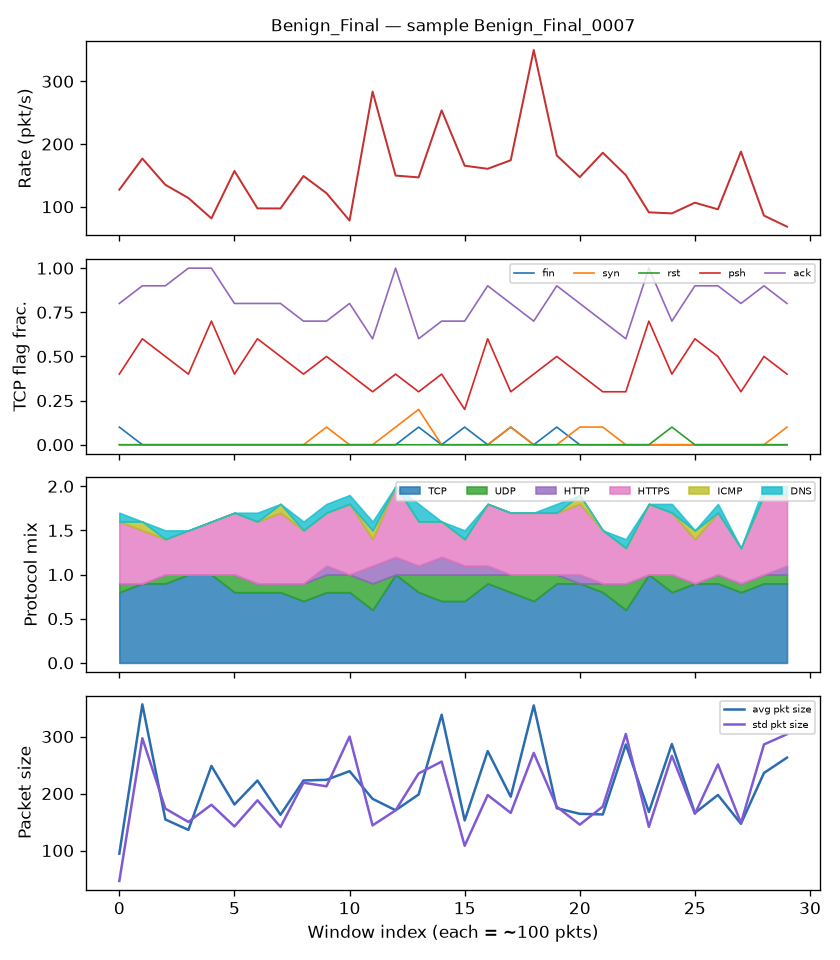 Benign_Final — sample Benign_Final_0007
Rate (pkt/s)
300
200
100
TCP flag frac.
1.00
0.75
0.50
0.25
0.00
fin syn rst psh ack
Protocol mix
2.0
1.5
1.0
0.5
0.0
TCP UDP HTTP HTTPS ICMP DNS
Packet size
300
200
100
avg pkt size
std pkt size
0 5 10 15 20 25 30
Window index (each = ~100 pkts)